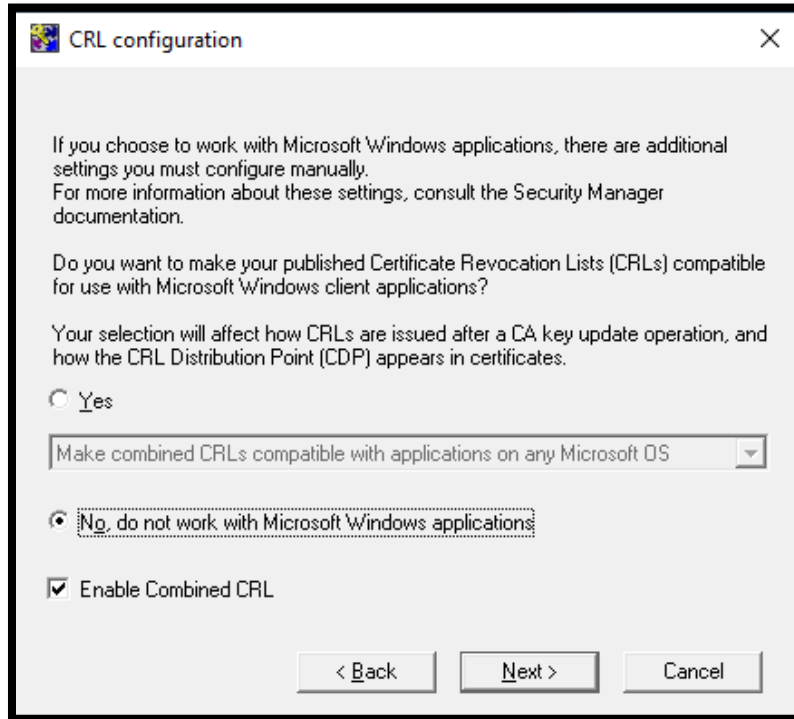 CRL configuration
If you choose to work with Microsoft Windows applications, there are additional
settings you must configure manually.
For more information about these settings, consult the Security Manager
documentation.
Do you want to make your published Certificate Revocation Lists (CRLs) compatible
for use with Microsoft Windows client applications?
Your selection will affect how CRLs are issued after a CA key update operation, and
how the CRL Distribution Point (CDP) appears in certificates.
Yes
Make combined CRLs compatible with applications on any Microsoft OS
No, do not work with Microsoft Windows applications
Enable Combined CRL
< Back
Next >
Cancel